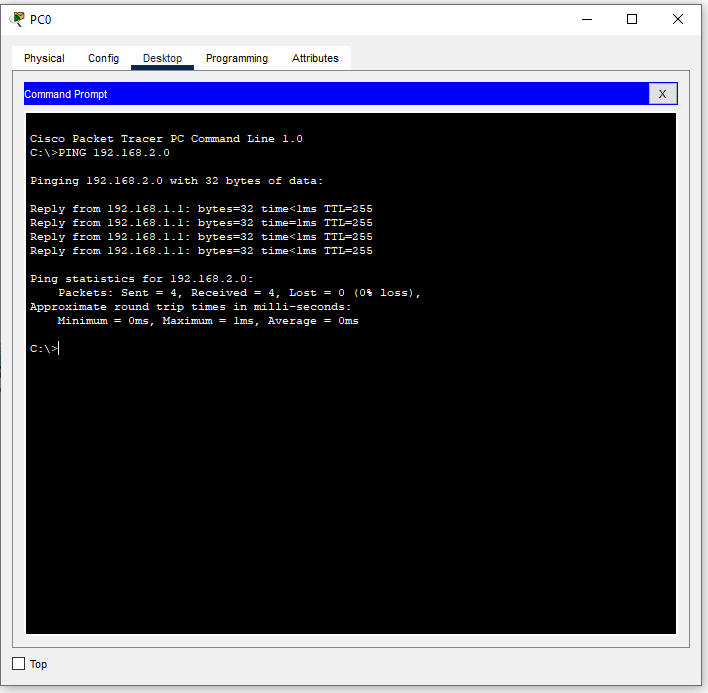 PC0
Physical Config Desktop Programming Attributes
Command Prompt X
Cisco Packet Tracer PC Command Line 1.0
C:\>PING 192.168.2.0
Pinging 192.168.2.0 with 32 bytes of data:
Reply from 192.168.1.1: bytes=32 time<1ms TTL=255
Reply from 192.168.1.1: bytes=32 time=1ms TTL=255
Reply from 192.168.1.1: bytes=32 time<1ms TTL=255
Reply from 192.168.1.1: bytes=32 time<1ms TTL=255
Ping statistics for 192.168.2.0:
Packets: Sent = 4, Received = 4, Lost = 0 (0% loss),
Approximate round trip times in milli-seconds:
Minimum = 0ms, Maximum = 1ms, Average = 0ms
C:\>
Top